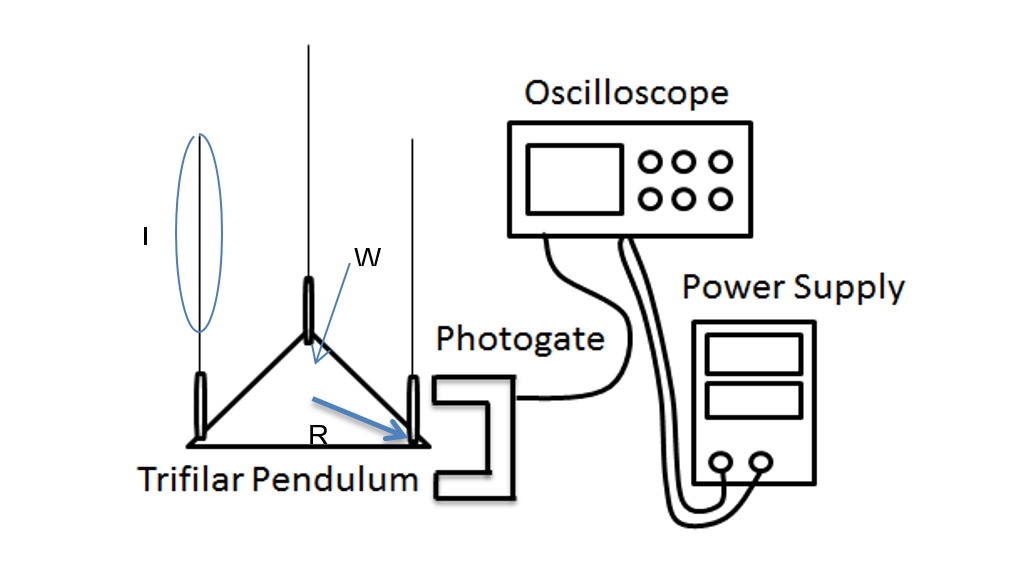 Oscilloscope
I
W
Power Supply
Photogate
R
Trifilar Pendulum